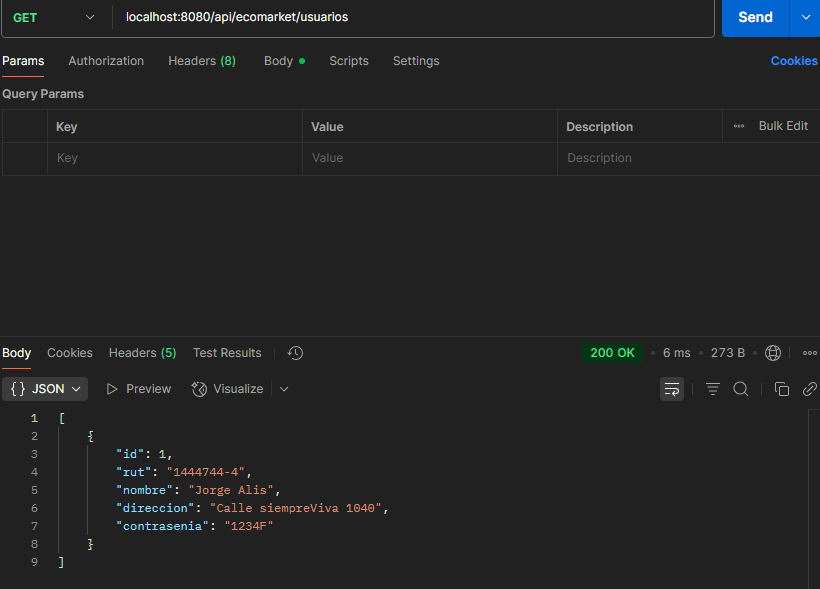 GET localhost:8080/api/ecomarket/usuarios Send
Params Authorization Headers (8) Body Scripts Settings Cookies
Query Params
Key Value Description Bulk Edit
Key Value Description
Body Cookies Headers (5) Test Results 200 OK 6 ms 273 B
{} JSON Preview Visualize
1 [
2 {
3 "id": 1,
4 "rut": "1444744-4",
5 "nombre": "Jorge Alis",
6 "direccion": "Calle siempreViva 1040",
7 "contrasenia": "1234F"
8 }
9 ]